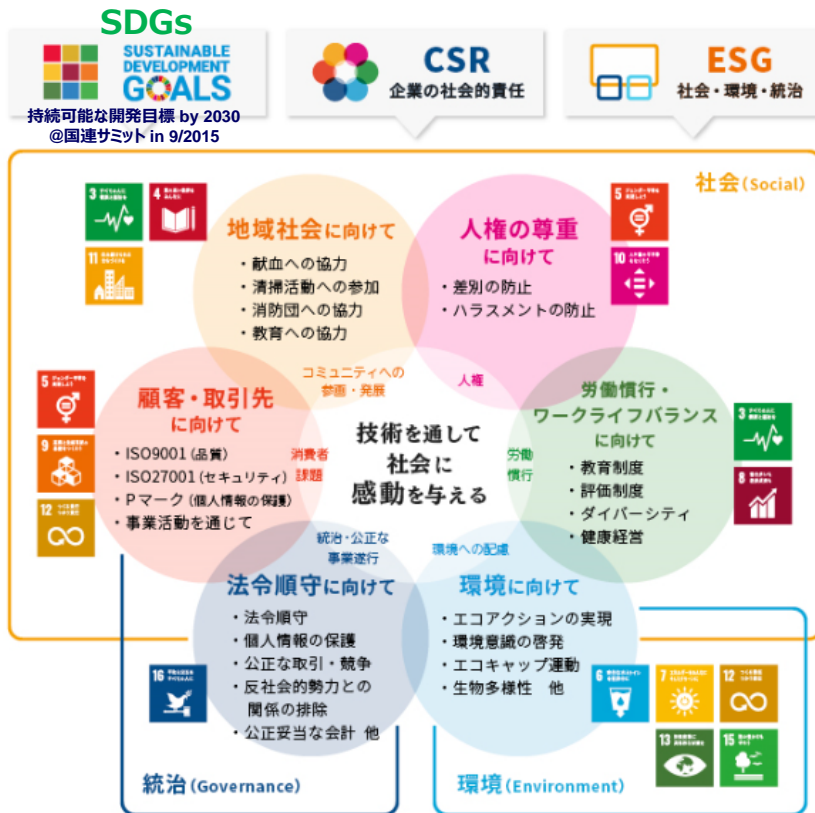 SDGs
SUSTAINABLE
DEVELOPMENT
GOALS
持続可能な開発目標 by 2030
@国連サミット in 9/2015
CSR
企業の社会的責任
ESG
社会・環境・統治
社会(Social)
3
4
11
地域社会に向けて
・献血への協力
・清掃活動への参加
・消防団への協力
・教育への協力
人権の尊重
に向けて
・差別の防止
・ハラスメントの防止
5
10
コミュニティへの
参画・発展
人権
5
9
12
顧客・取引先
に向けて
・ISO9001(品質)
・ISO27001(セキュリティ)
・Pマーク(個人情報の保護)
・事業活動を通じて
消費者
課題
技術を通して
社会に
感動を与える
労働
慣行
労働慣行・
ワークライフバランス
に向けて
・教育制度
・評価制度
・ダイバーシティ
・健康経営
3
8
統治・公正な
事業遂行
環境への配慮
法令順守に向けて
・法令順守
・個人情報の保護
・公正な取引・競争
・反社会的勢力との
関係の排除
・公正妥当な会計 他
16
環境に向けて
・エコアクションの実現
・環境意識の啓発
・エコキャップ運動
・生物多様性 他
6
7
12
13
15
統治(Governance)
環境(Environment)